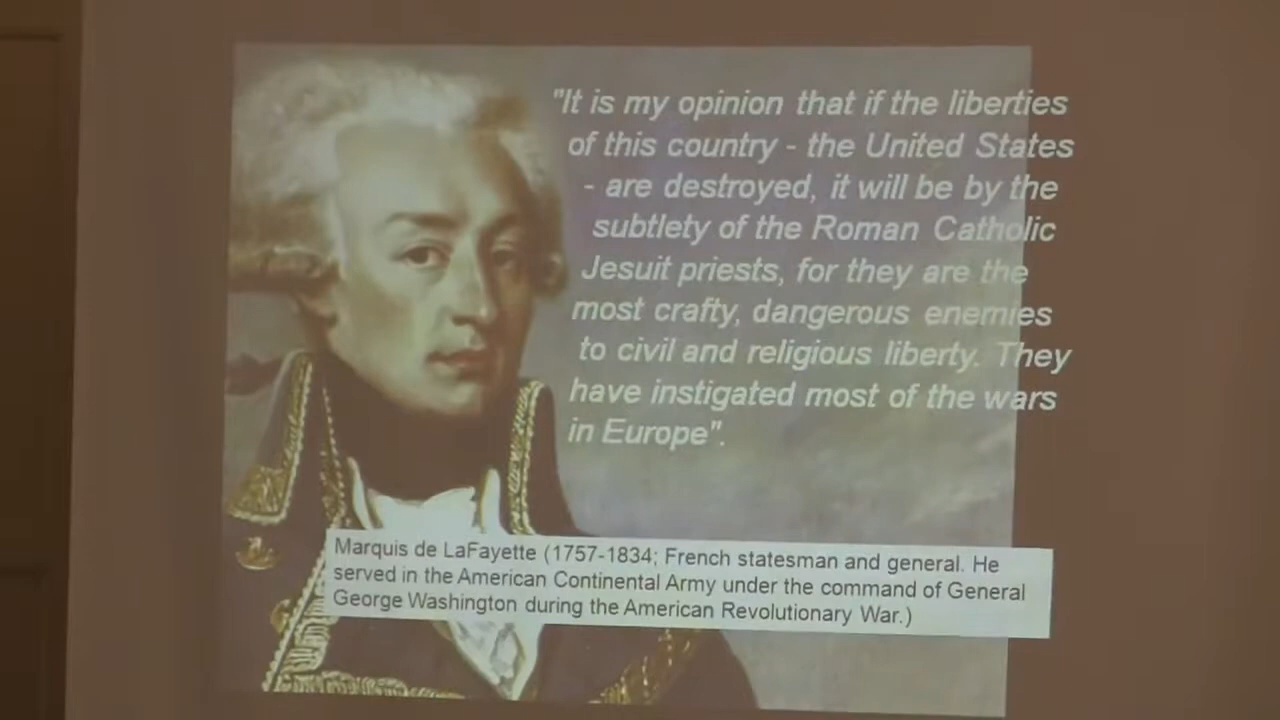 "It is my opinion that if the liberties
of this country - the United States
- are destroyed, it will be by the
subtlety of the Roman Catholic
Jesuit priests, for they are the
most crafty, dangerous enemies
to civil and religious liberty. They
have instigated most of the wars
in Europe".
Marquis de LaFayette (1757-1834; French statesman and general. He
served in the American Continental Army under the command of General
George Washington during the American Revolutionary War.)